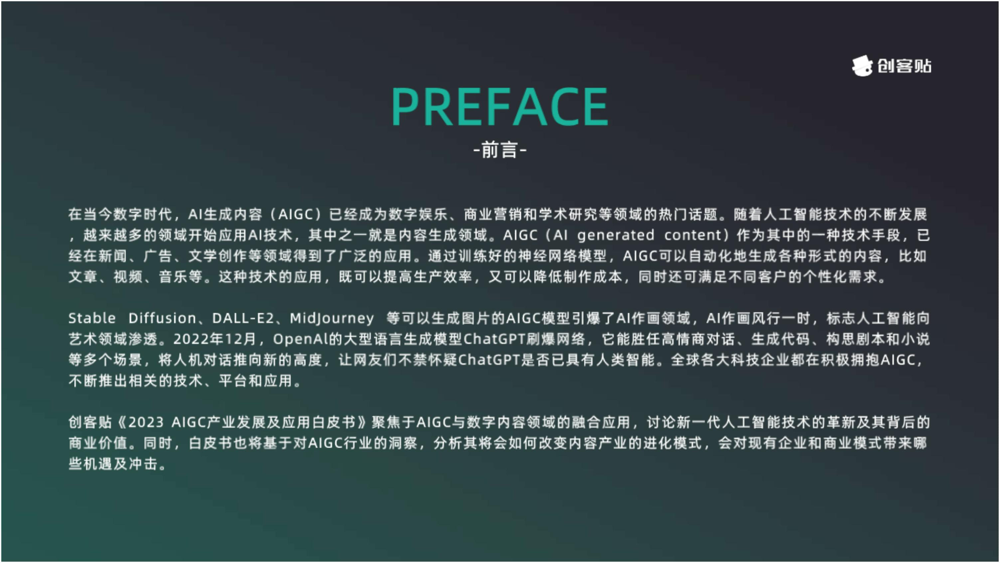 创客贴
PREFACE
-前言-
在当今数字时代，AI生成内容（AIGC）已经成为数字娱乐、商业营销和学术研究等领域的热门话题。随着人工智能技术的不断发展
，越来越多的领域开始应用AI技术，其中之一就是内容生成领域。AIGC（AI generated content）作为其中的一种技术手段，已
经在新闻、广告、文学创作等领域得到了广泛的应用。通过训练好的神经网络模型，AIGC可以自动化地生成各种形式的内容，比如
文章、视频、音乐等。这种技术的应用，既可以提高生产效率，又可以降低制作成本，同时还可满足不同客户的个性化需求。
Stable Diffusion、DALL-E2、MidJourney 等可以生成图片的AIGC模型引爆了AI作画领域，AI作画风行一时，标志人工智能向
艺术领域渗透。2022年12月，OpenAl的大型语言生成模型ChatGPT刷爆网络，它能胜任高情商对话、生成代码、构思剧本和小说
等多个场景，将人机对话推向新的高度，让网友们不禁怀疑ChatGPT是否已具有人类智能。全球各大科技企业都在积极拥抱AIGC，
不断推出相关的技术、平台和应用。
创客贴《2023 AIGC产业发展及应用白皮书》聚焦于AIGC与数字内容领域的融合应用，讨论新一代人工智能技术的革新及其背后的
商业价值。同时，白皮书也将基于对AIGC行业的洞察，分析其将会如何改变内容产业的进化模式，会对现有企业和商业模式带来哪
些机遇及冲击。